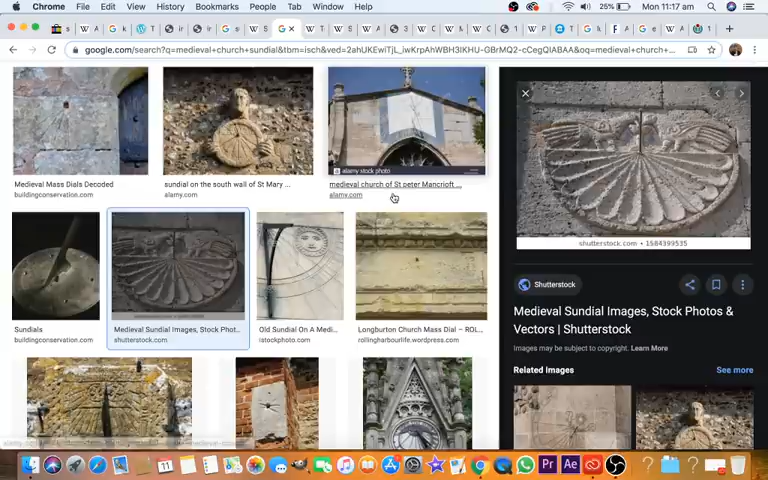 Chrome File Edit View History Bookmarks People Tab Window Help
25% Mon 11:17 am
google.com/search?q=medieval+church+sundial&tbm=isch&ved=2ahUKEwiTjL_iwKrpAhWBH3IKHU-GBrMQ2-cCegQIABAA&oq=medieval+church+...
alamy stock photo
Medieval Mass Dials Decoded
buildingconservation.com
sundial on the south wall of St Mary ...
alamy.com
medieval church of St peter Mancrioft ...
alamy.com
Sundials
buildingconservation.com
Medieval Sundial Images, Stock Phot...
shutterstock.com
Old Sundial On A Medi...
istockphoto.com
Longburton Church Mass Dial – ROL...
rollingharbourlife.wordpress.com
shutterstock.com • 1584399535
Shutterstock
Medieval Sundial Images, Stock Photos &
Vectors | Shutterstock
Images may be subject to copyright. Learn More
Related Images See more